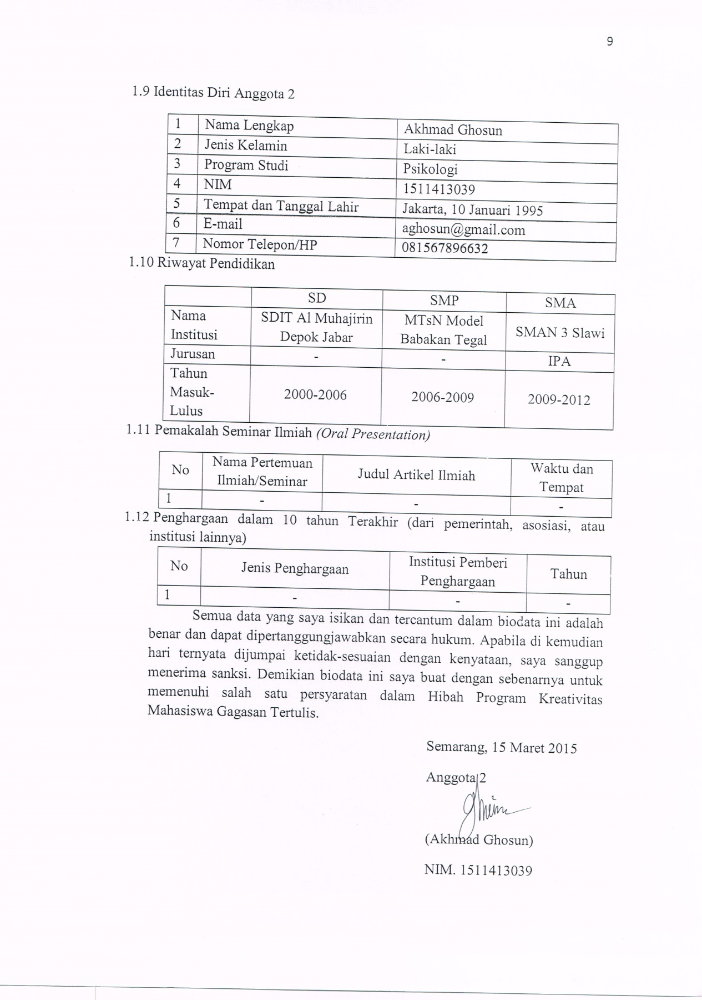 9
1.9 Identitas Diri Anggota 2
1 Nama Lengkap Akhmad Ghosun
2 Jenis Kelamin Laki-laki
3 Program Studi Psikologi
4 NIM 1511413039
5 Tempat dan Tanggal Lahir Jakarta, 10 Januari 1995
6 E-mail aghosun@gmail.com
7 Nomor Telepon/HP 081567896632
1.10 Riwayat Pendidikan
SD SMP SMA
Nama Institusi SDIT Al Muhajirin Depok Jabar MTsN Model Babakan Tegal SMAN 3 Slawi
Jurusan - - IPA
Tahun Masuk-Lulus 2000-2006 2006-2009 2009-2012
1.11 Pemakalah Seminar Ilmiah (Oral Presentation)
No Nama Pertemuan Ilmiah/Seminar Judul Artikel Ilmiah Waktu dan Tempat
1 - - -
1.12 Penghargaan dalam 10 tahun Terakhir (dari pemerintah, asosiasi, atau
institusi lainnya)
No Jenis Penghargaan Institusi Pemberi Penghargaan Tahun
1 - - -
Semua data yang saya isikan dan tercantum dalam biodata ini adalah
benar dan dapat dipertanggungjawabkan secara hukum. Apabila di kemudian
hari ternyata dijumpai ketidak-sesuaian dengan kenyataan, saya sanggup
menerima sanksi. Demikian biodata ini saya buat dengan sebenarnya untuk
memenuhi salah satu persyaratan dalam Hibah Program Kreativitas
Mahasiswa Gagasan Tertulis.
Semarang, 15 Maret 2015
Anggota 2
(Akhmad Ghosun)
NIM. 1511413039